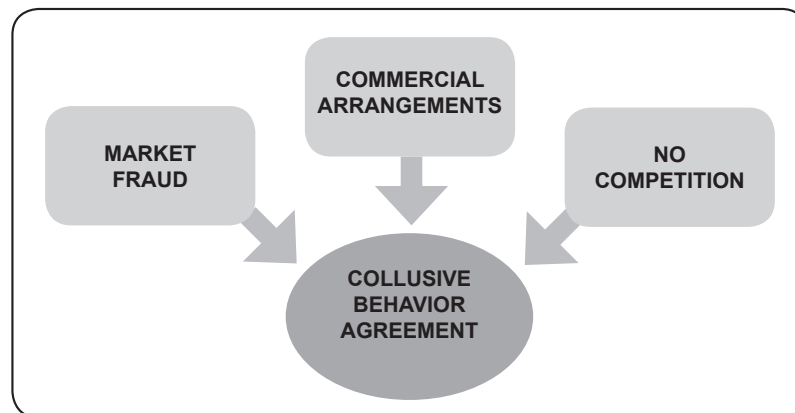 COMMERCIAL
ARRANGEMENTS
MARKET
FRAUD
NO
COMPETITION
COLLUSIVE
BEHAVIOR
AGREEMENT